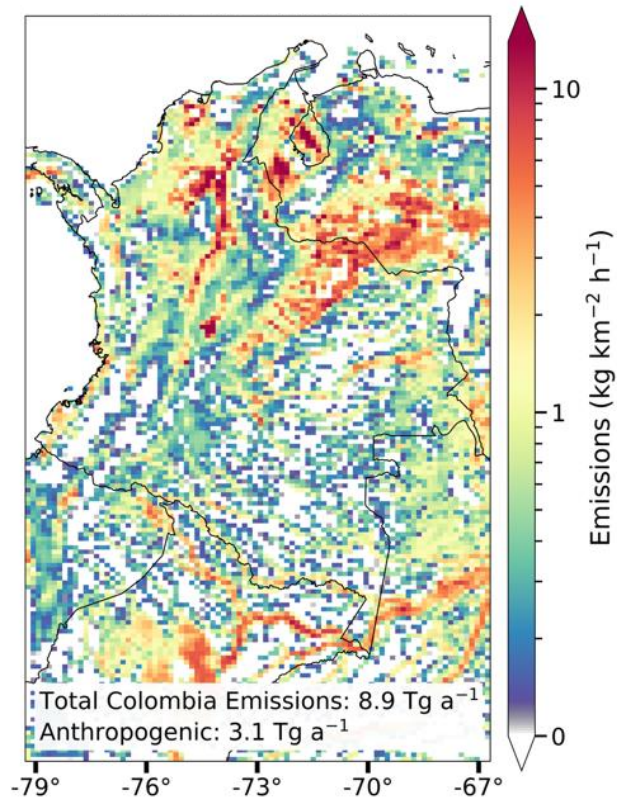 10
1
0
Emissions (kg km⁻² h⁻¹)
Total Colombia Emissions: 8.9 Tg a⁻¹
Anthropogenic: 3.1 Tg a⁻¹
-79° -76° -73° -70° -67°